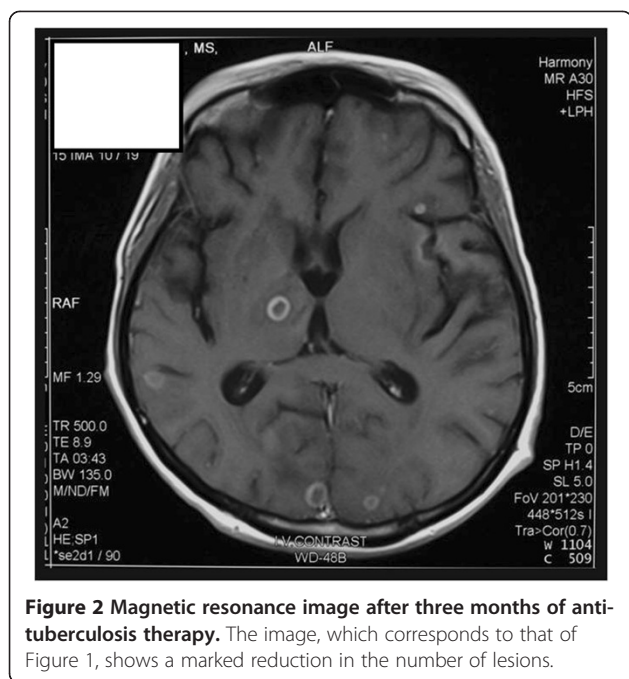 , MS,
ALF
Harmony
MR A30
HFS
+LPH
15 IMA 10 / 19
RAF
MF 1.29
5cm
TR 500.0
TE 8.9
TA 03:43
BW 135.0
M/ND/FM
A2
HE;SP1
*se2d1 / 90
D/E
TP 0
SP H1.4
SL 5.0
FoV 201*230
448*512s I
Tra>Cor(0.7)
W 1104
C 509
I.V.CONTRAST
WD-48B
Figure 2 Magnetic resonance image after three months of anti-
tuberculosis therapy. The image, which corresponds to that of
Figure 1, shows a marked reduction in the number of lesions.